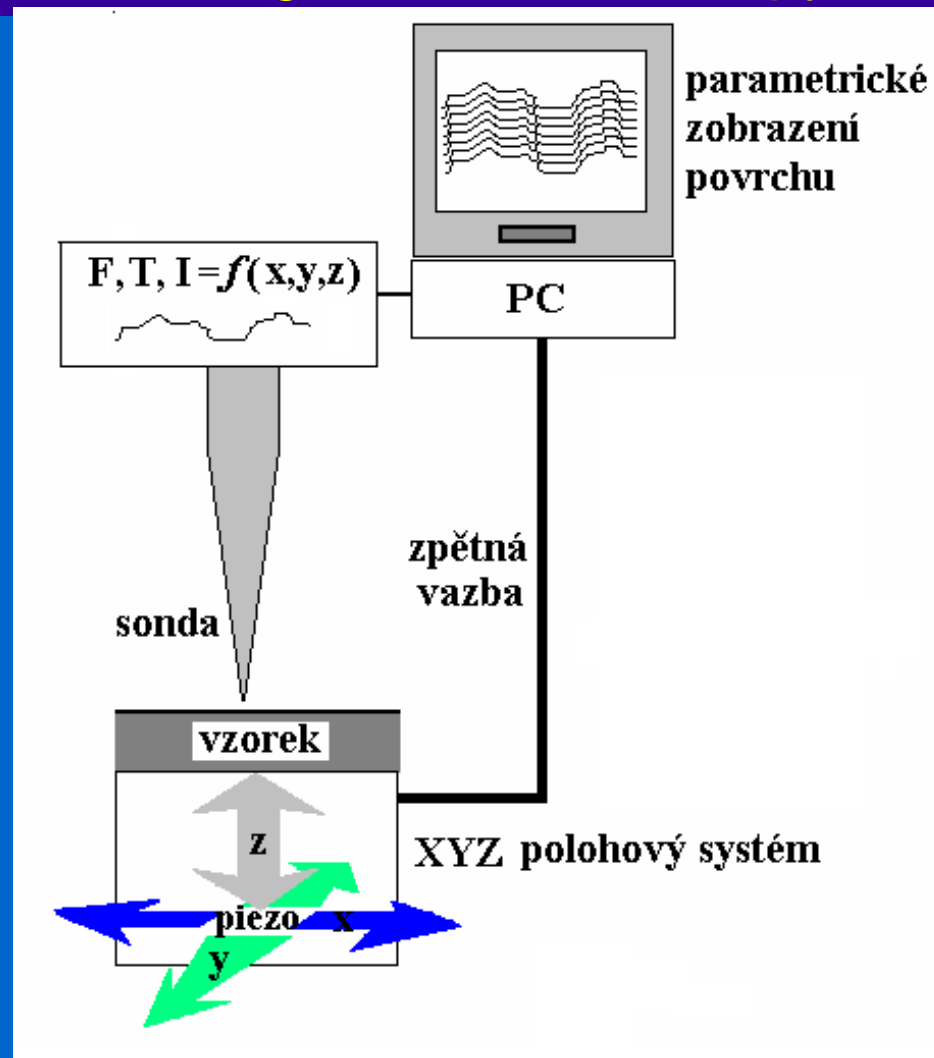 parametrické
zobrazení
povrchu
F, T, I=f(x,y,z)
PC
zpětná
vazba
sonda
vzorek
z
XYZ polohový systém
piezo x
y